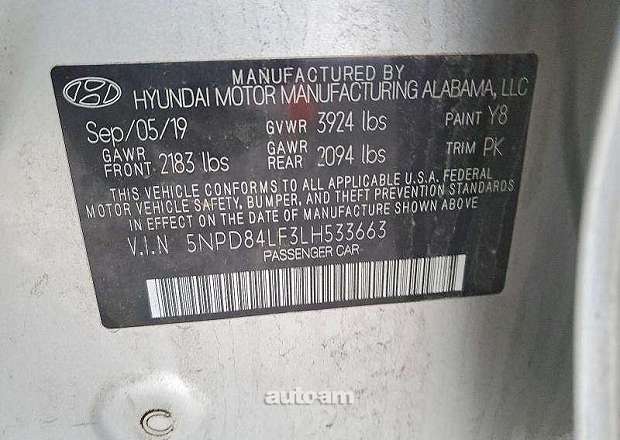 MANUFACTURED BY
HYUNDAI MOTOR MANUFACTURING ALABAMA, LLC
Sep/05/19 GVWR 3924 lbs PAINT Y8
GAWR FRONT 2183 lbs GAWR REAR 2094 lbs TRIM PK
THIS VEHICLE CONFORMS TO ALL APPLICABLE U.S.A. FEDERAL
MOTOR VEHICLE SAFETY, BUMPER, AND THEFT PREVENTION STANDARDS
IN EFFECT ON THE DATE OF MANUFACTURE SHOWN ABOVE
V.I.N 5NPD84LF3LH533663
PASSENGER CAR
autoam
C